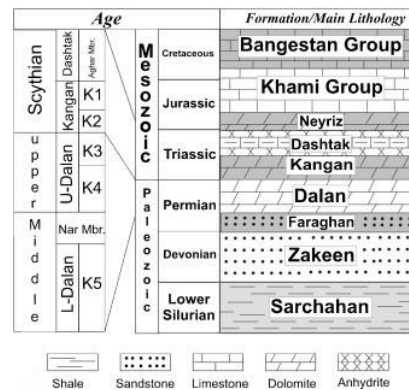 Age
Formation/Main Lithology
Scythian
Dashtak
Aghar Mbr.
Kangan
K1
K2
upper
U-Dalan
K3
K4
Middle
Nar Mbr.
L-Dalan
K5
Mesozoic
Cretaceous
Jurassic
Triassic
Paleozoic
Permian
Devonian
Lower
Silurian
Bangestan Group
Khami Group
Neyriz
Dashtak
Kangan
Dalan
Faraghan
Zakeen
Sarchahan
Shale
Sandstone
Limestone
Dolomite
Anhydrite